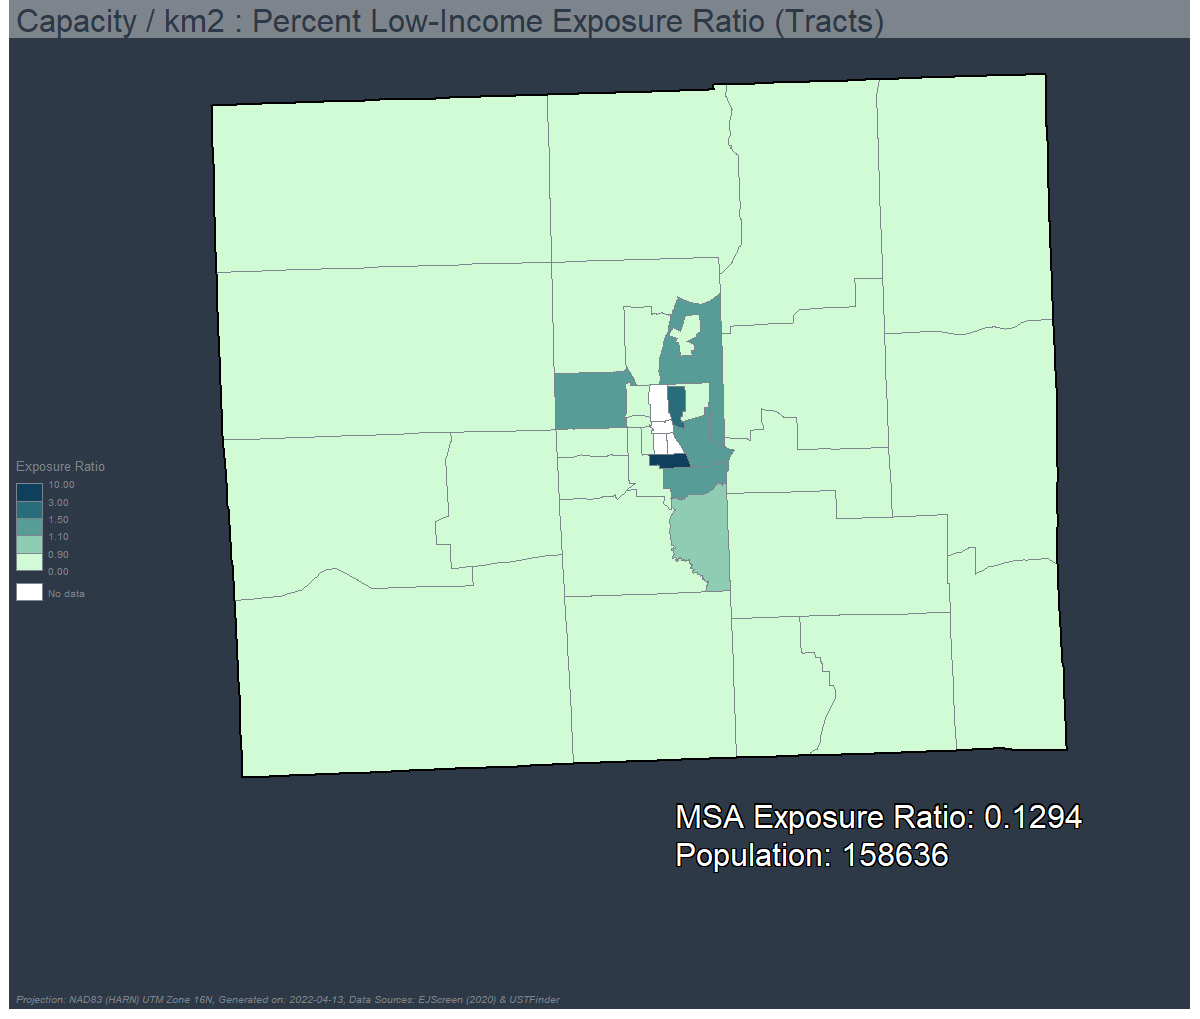 Capacity / km2 : Percent Low-Income Exposure Ratio (Tracts)
Exposure Ratio
10.00
3.00
1.50
1.10
0.90
0.00
No data
MSA Exposure Ratio: 0.1294
Population: 158636
Projection: NAD83 (HARN) UTM Zone 16N, Generated on: 2022-04-13, Data Sources: EJScreen (2020) & USTFinder